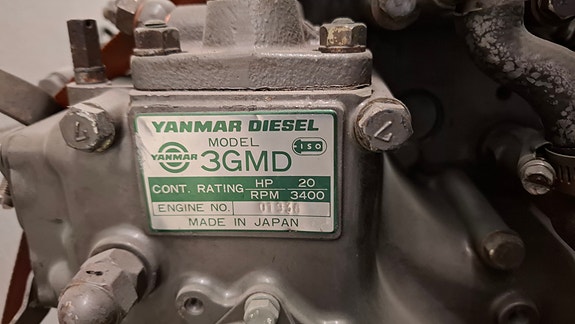 YANMAR DIESEL
MODEL
ISO
YANMAR 3GMD
CONT. RATING HP 20
RPM 3400
ENGINE NO.
MADE IN JAPAN